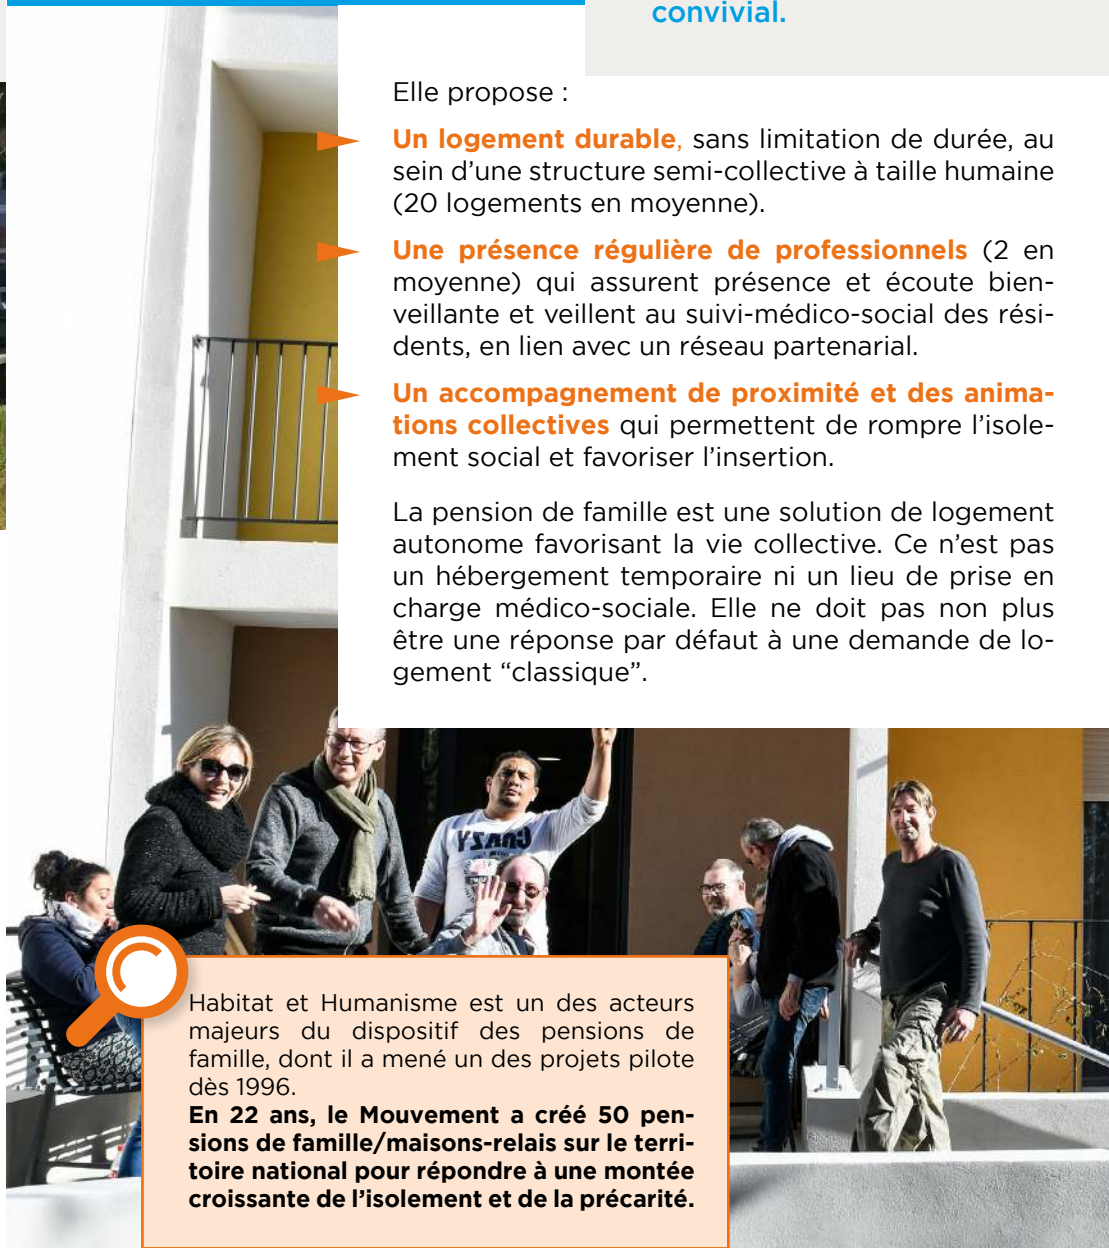 convivial.
Elle propose :
Un logement durable, sans limitation de durée, au
sein d’une structure semi-collective à taille humaine
(20 logements en moyenne).
Une présence régulière de professionnels (2 en
moyenne) qui assurent présence et écoute bien-
veillante et veillent au suivi-médico-social des rési-
dents, en lien avec un réseau partenarial.
Un accompagnement de proximité et des anima-
tions collectives qui permettent de rompre l’isole-
ment social et favoriser l’insertion.
La pension de famille est une solution de logement
autonome favorisant la vie collective. Ce n’est pas
un hébergement temporaire ni un lieu de prise en
charge médico-sociale. Elle ne doit pas non plus
être une réponse par défaut à une demande de lo-
gement “classique”.
Habitat et Humanisme est un des acteurs
majeurs du dispositif des pensions de
famille, dont il a mené un des projets pilote
dès 1996.
En 22 ans, le Mouvement a créé 50 pen-
sions de famille/maisons-relais sur le terri-
toire national pour répondre à une montée
croissante de l’isolement et de la précarité.